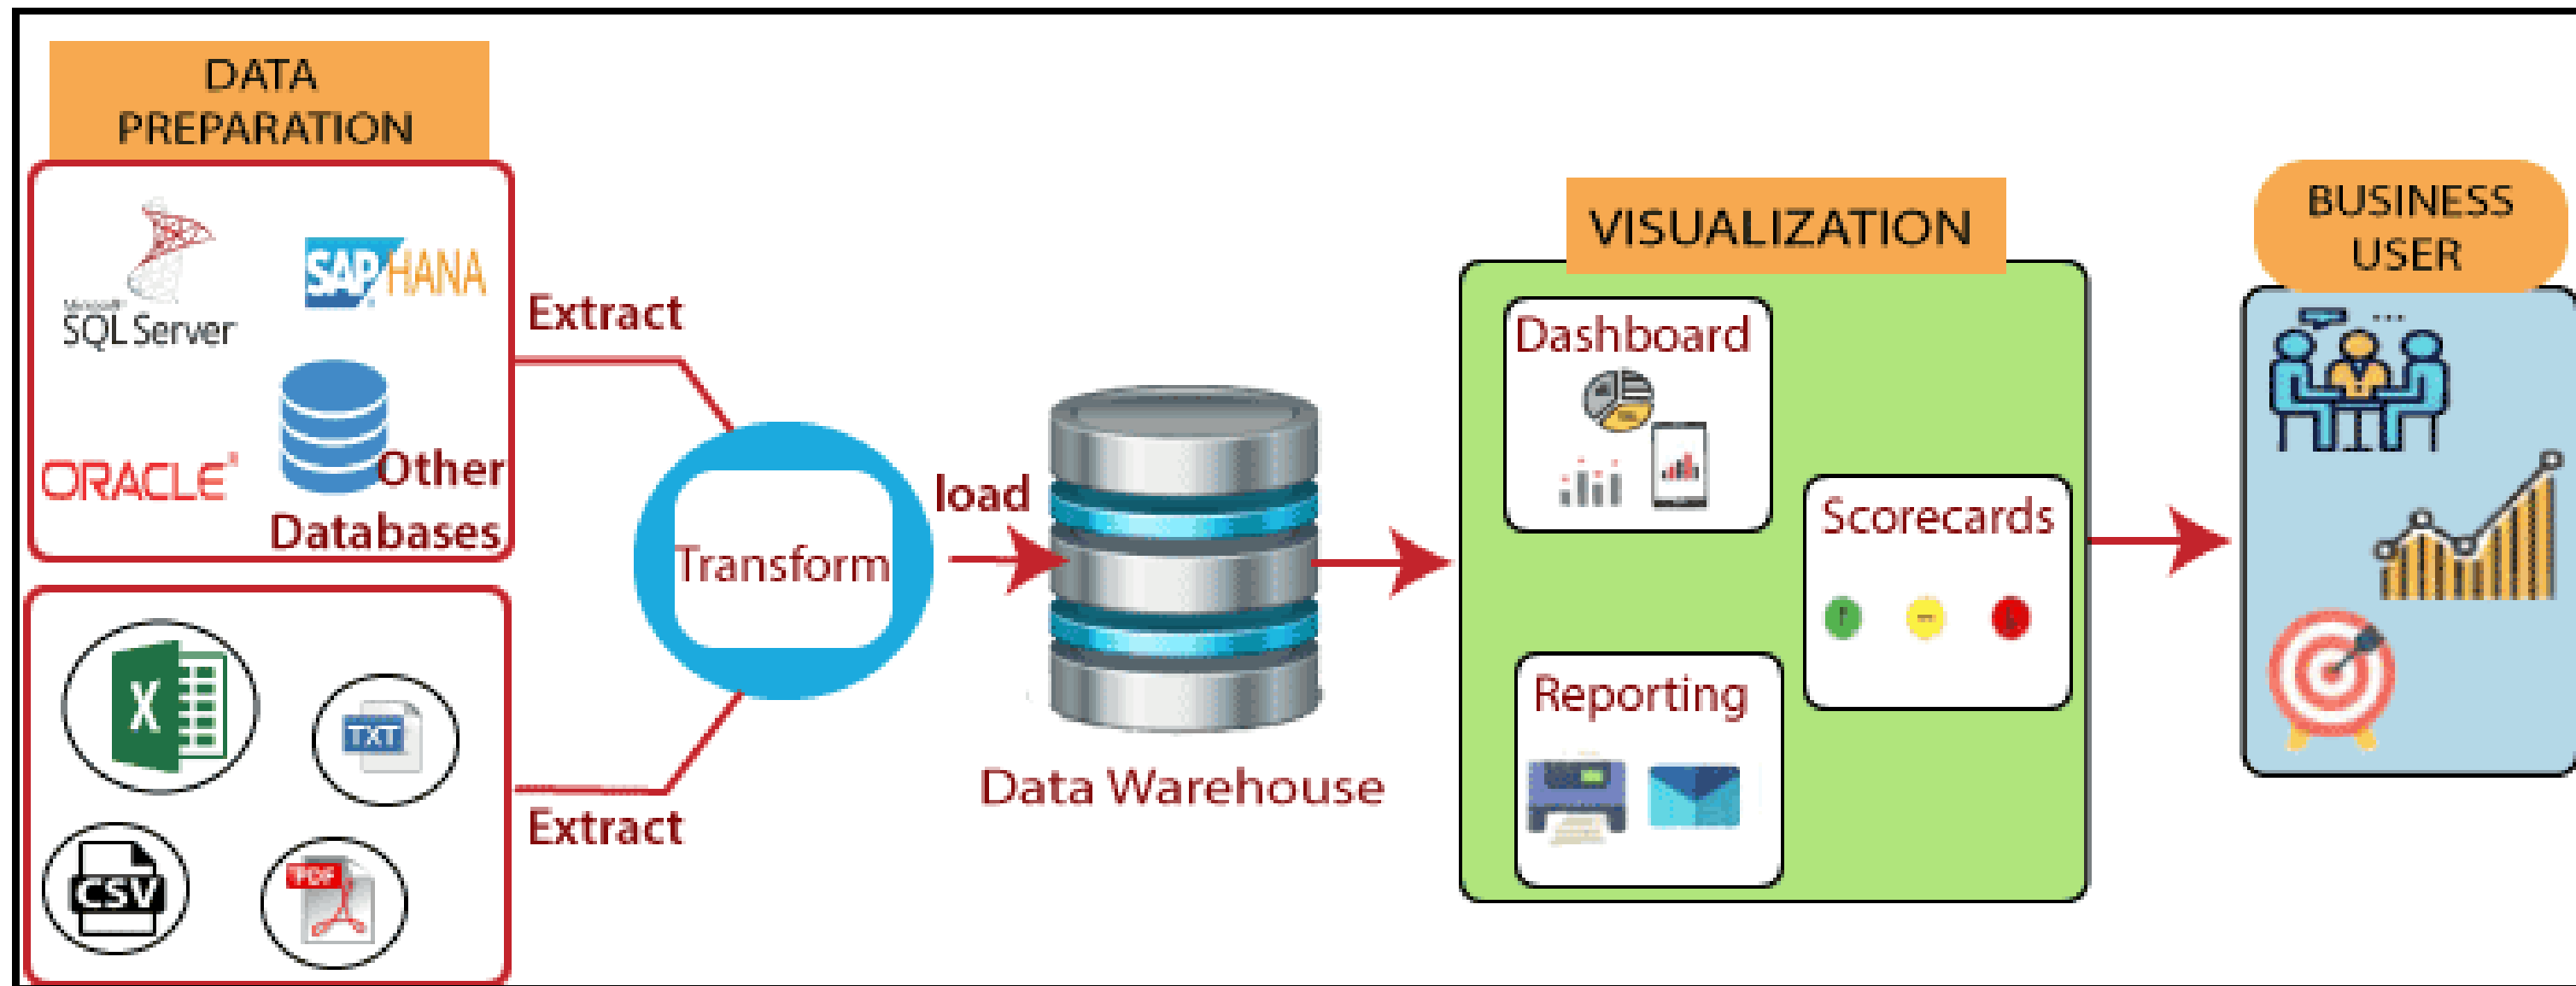 DATA
PREPARATION
Microsoft
SQL Server
SAP HANA
ORACLE
Other
Databases
Extract
X
TXT
CSV
PDF
Extract
Transform
load
Data Warehouse
VISUALIZATION
Dashboard
Scorecards
Reporting
BUSINESS
USER